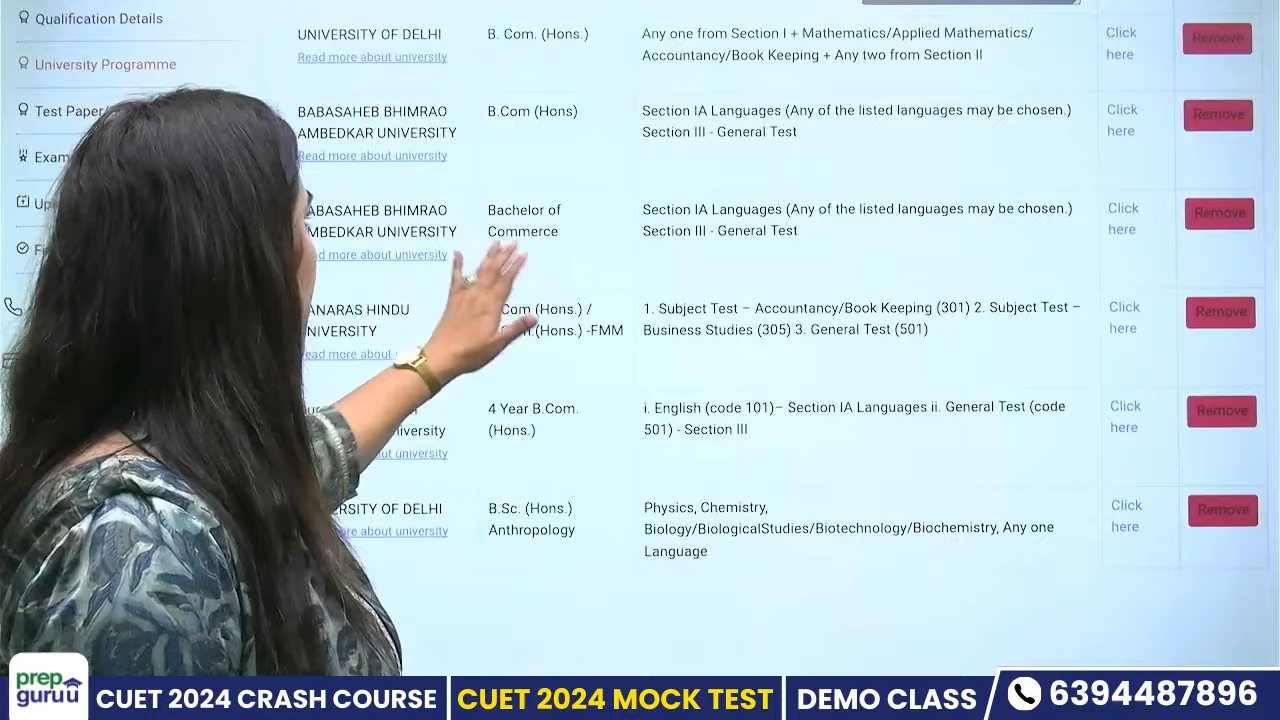 Qualification Details
University Programme
Test Paper/
Exam
Up
UNIVERSITY OF DELHI
Read more about university
B. Com. (Hons.)
Any one from Section I + Mathematics/Applied Mathematics/
Accountancy/Book Keeping + Any two from Section II
Click
here
Remove
BABASAHEB BHIMRAO
AMBEDKAR UNIVERSITY
Read more about university
B.Com (Hons)
Section IA Languages (Any of the listed languages may be chosen.)
Section III - General Test
Click
here
Remove
ABASAHEB BHIMRAO
MBEDKAR UNIVERSITY
ad more about university
Bachelor of
Commerce
Section IA Languages (Any of the listed languages may be chosen.)
Section III - General Test
Click
here
Remove
ANARAS HINDU
NIVERSITY
ead more about
Com (Hons.) /
(Hons.) -FMM
1. Subject Test – Accountancy/Book Keeping (301) 2. Subject Test –
Business Studies (305) 3. General Test (501)
Click
here
Remove
niversity
ut university
4 Year B.Com.
(Hons.)
i. English (code 101)– Section IA Languages ii. General Test (code
501) - Section III
Click
here
Remove
ERSITY OF DELHI
re about university
B.Sc. (Hons.)
Anthropology
Physics, Chemistry,
Biology/BiologicalStudies/Biotechnology/Biochemistry, Any one
Language
Click
here
Remove
prep
guruu
CUET 2024 CRASH COURSE
CUET 2024 MOCK TEST
DEMO CLASS
6394487896